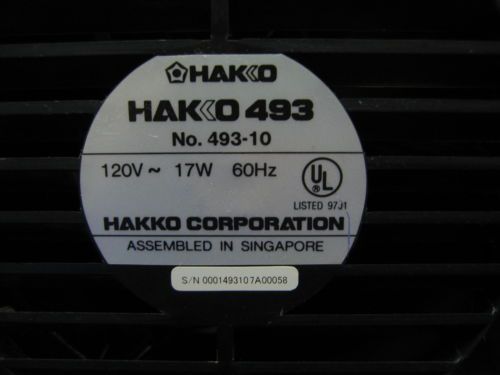 HAKKO
HAKKO 493
No. 493-10
120V ~ 17W 60Hz
UL
®
LISTED 97J1
HAKKO CORPORATION
ASSEMBLED IN SINGAPORE
S/N 0001493107A00058